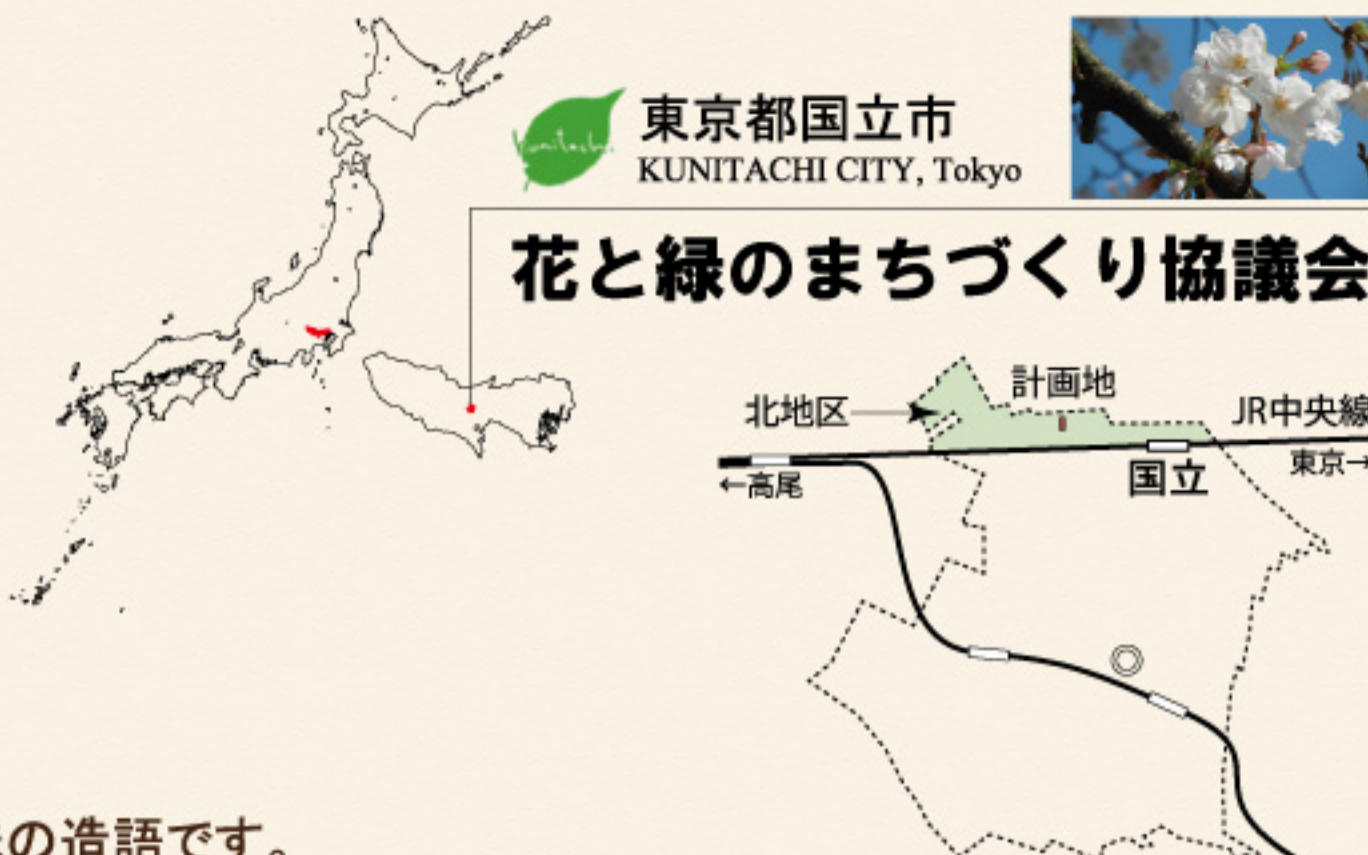 Kunitachi
東京都国立市
KUNITACHI CITY, Tokyo
花と緑のまちづくり協議会
計画地
北地区
JR中央線
国立
東京→
←高尾
の造語です。